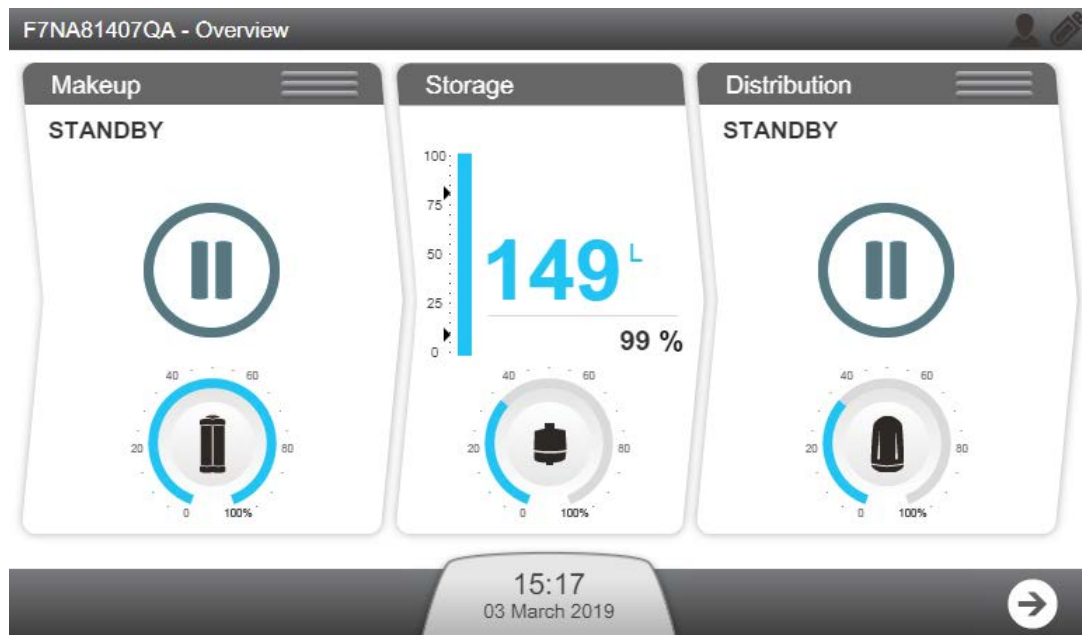 F7NA81407QA - Overview
Makeup
STANDBY
40 60
20 80
0 100%
Storage
100
75
50
25
0
149 L
99 %
40 60
20 80
0 100%
Distribution
STANDBY
40 60
20 80
0 100%
15:17
03 March 2019